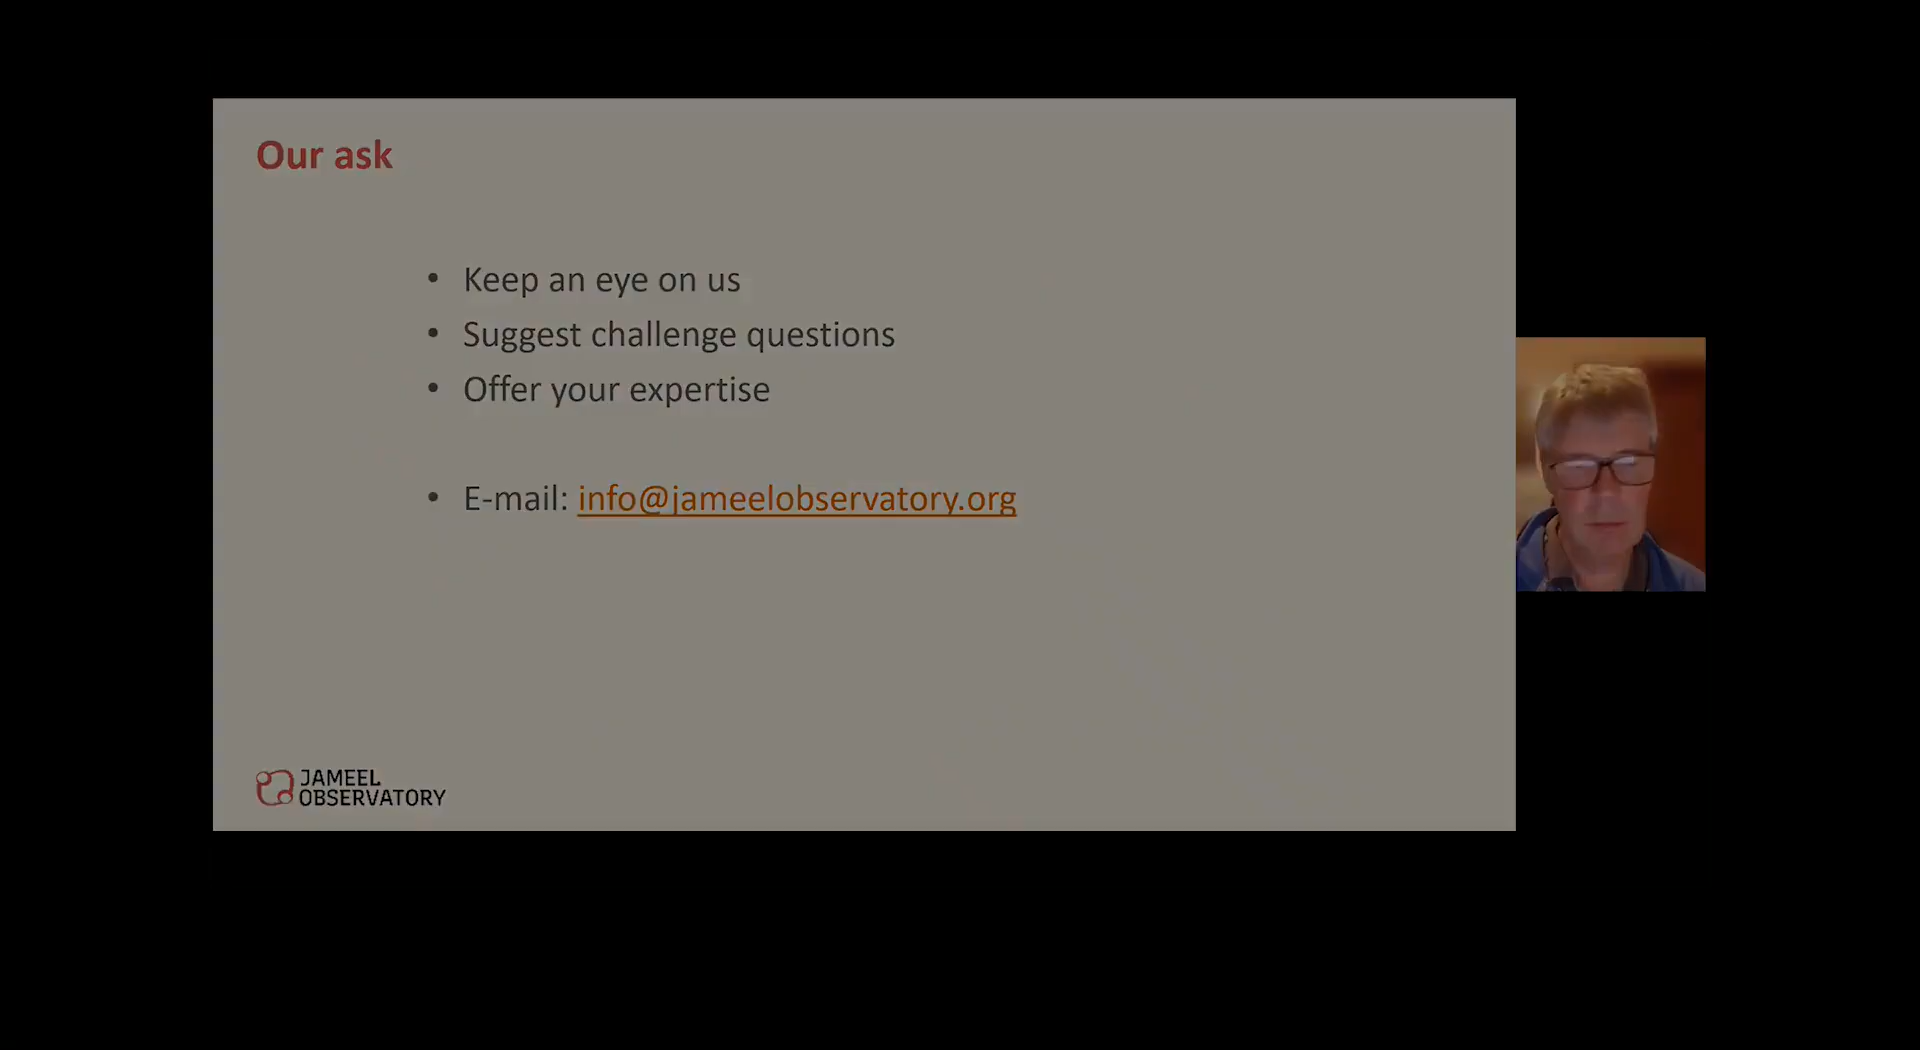 Our ask
• Keep an eye on us
• Suggest challenge questions
• Offer your expertise
• E-mail: info@jameelobservatory.org
JAMEEL
OBSERVATORY